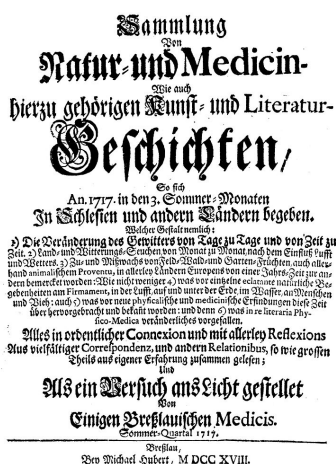 Sammlung
Von
Natur- und Medicin-
Wie auch
hierzu gehörigen Kunst- und Literatur-
Geschichten,
So sich
An. 1717. in den 3. Sommer-Monaten
In Schlesien und andern Ländern begeben.
Welcher Gestalt nemlich:
1) Die Veränderung des Gewitters von Tage zu Tage und von Zeit zu
Zeit. 2) Land- und Witterungs-Seuchen, von Monat zu Monat, nach dem Einfluß Lufft
und Wetters. 3) Zu- und Mißwachs von Feld- Wald- und Garten-Früchten, auch aller-
hand animalischem Proventu, in allerley Ländern Europens von einer Jahrs-Zeit zur an-
dern bemercket worden: Wie nicht weniger 4) was vor eintzelne eclatante natürliche Be-
gebenheiten am Firmament, in der Lufft, auf und unter der Erde, im Wasser, an Menschen
und Vieh: auch 5) was vor neue physicalische und medicinische Erfindungen diese Zeit
über hervorgebracht und bekañt worden: und denn 6) was in re literaria Phy-
sico-Medica veränderliches vorgefallen.
Alles in ordentlicher Connexion und mit allerley Reflexions
Aus vielfältiger Correspondenz, und andern Relationibus, so wie grossen
Theils aus eigener Erfahrung zusammen gelesen;
Und
Als ein Versuch ans Licht gestellet
Von
Einigen Breßlauischen Medicis.
Sommer-Quartal 1717.
Breßlau,
Bey Michael Hubert, M DCC XVIII.